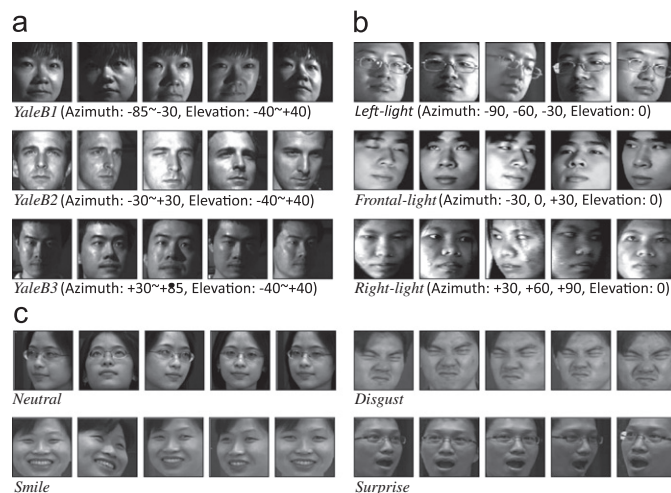 a
b
YaleB1 (Azimuth: -85~-30, Elevation: -40~+40)
Left-light (Azimuth: -90, -60, -30, Elevation: 0)
YaleB2 (Azimuth: -30~+30, Elevation: -40~+40)
Frontal-light (Azimuth: -30, 0, +30, Elevation: 0)
YaleB3 (Azimuth: +30~+85, Elevation: -40~+40)
Right-light (Azimuth: +30, +60, +90, Elevation: 0)
c
Neutral
Disgust
Smile
Surprise